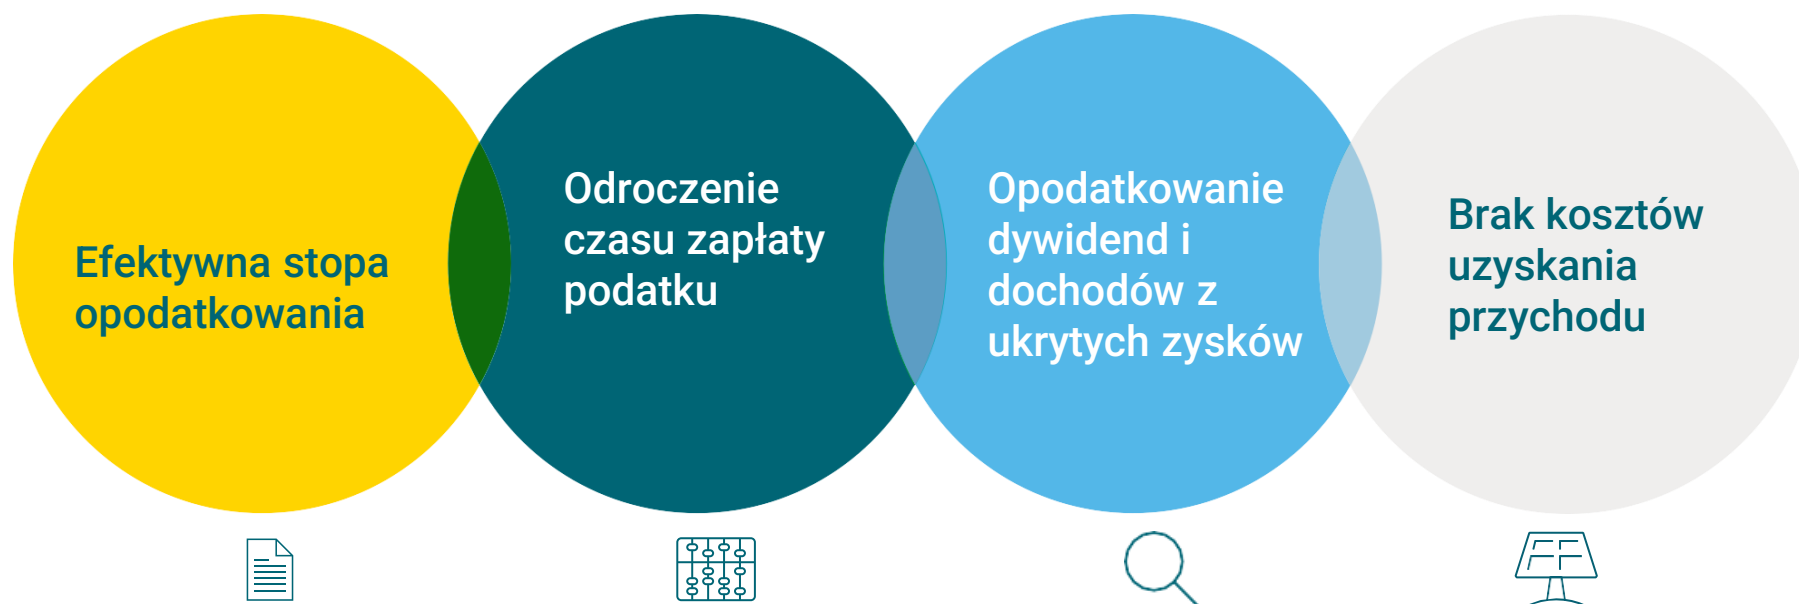 Efektywna stopa
opodatkowania
Odroczenie
czasu zapłaty
podatku
Opodatkowanie
dywidend i
dochodów z
ukrytych zysków
Brak kosztów
uzyskania
przychodu